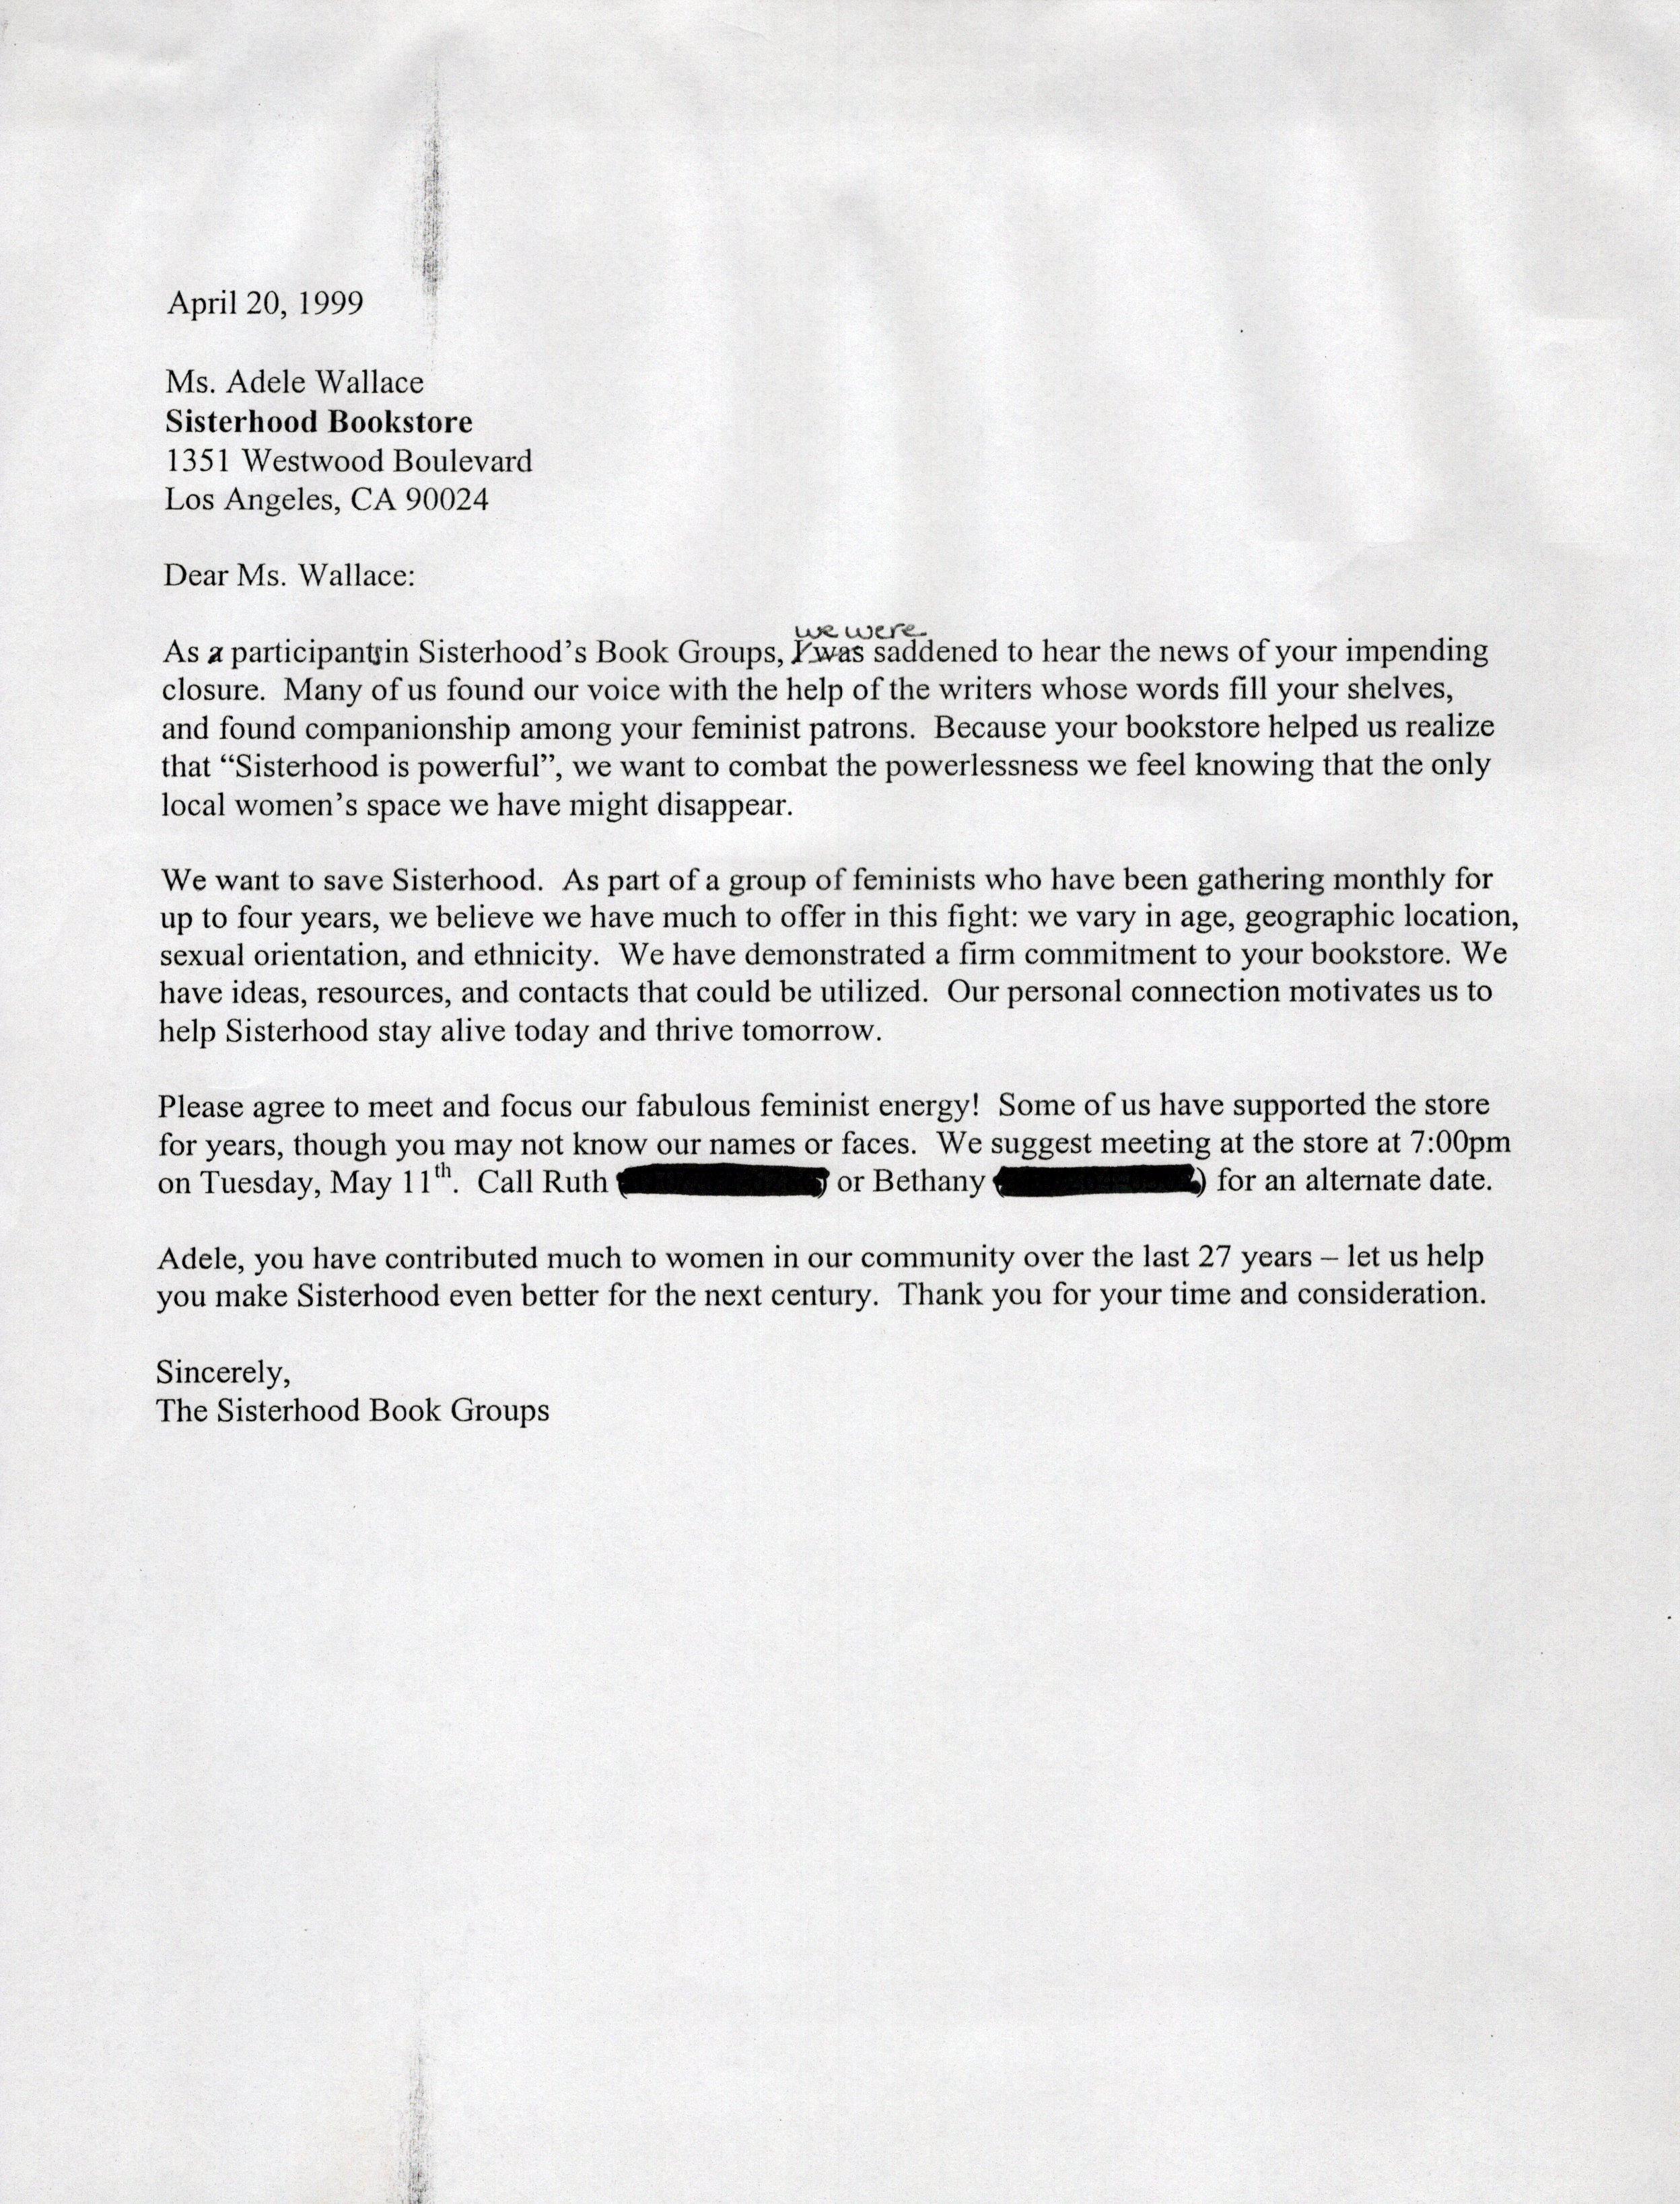 April 20, 1999
Ms. Adele Wallace
Sisterhood Bookstore
1351 Westwood Boulevard
Los Angeles, CA 90024
Dear Ms. Wallace:
we were
As a participants in Sisterhood’s Book Groups, I was saddened to hear the news of your impending
closure. Many of us found our voice with the help of the writers whose words fill your shelves,
and found companionship among your feminist patrons. Because your bookstore helped us realize
that “Sisterhood is powerful”, we want to combat the powerlessness we feel knowing that the only
local women’s space we have might disappear.
We want to save Sisterhood. As part of a group of feminists who have been gathering monthly for
up to four years, we believe we have much to offer in this fight: we vary in age, geographic location,
sexual orientation, and ethnicity. We have demonstrated a firm commitment to your bookstore. We
have ideas, resources, and contacts that could be utilized. Our personal connection motivates us to
help Sisterhood stay alive today and thrive tomorrow.
Please agree to meet and focus our fabulous feminist energy! Some of us have supported the store
for years, though you may not know our names or faces. We suggest meeting at the store at 7:00pm
on Tuesday, May 11th. Call Ruth ( ) or Bethany ( ) for an alternate date.
Adele, you have contributed much to women in our community over the last 27 years – let us help
you make Sisterhood even better for the next century. Thank you for your time and consideration.
Sincerely,
The Sisterhood Book Groups